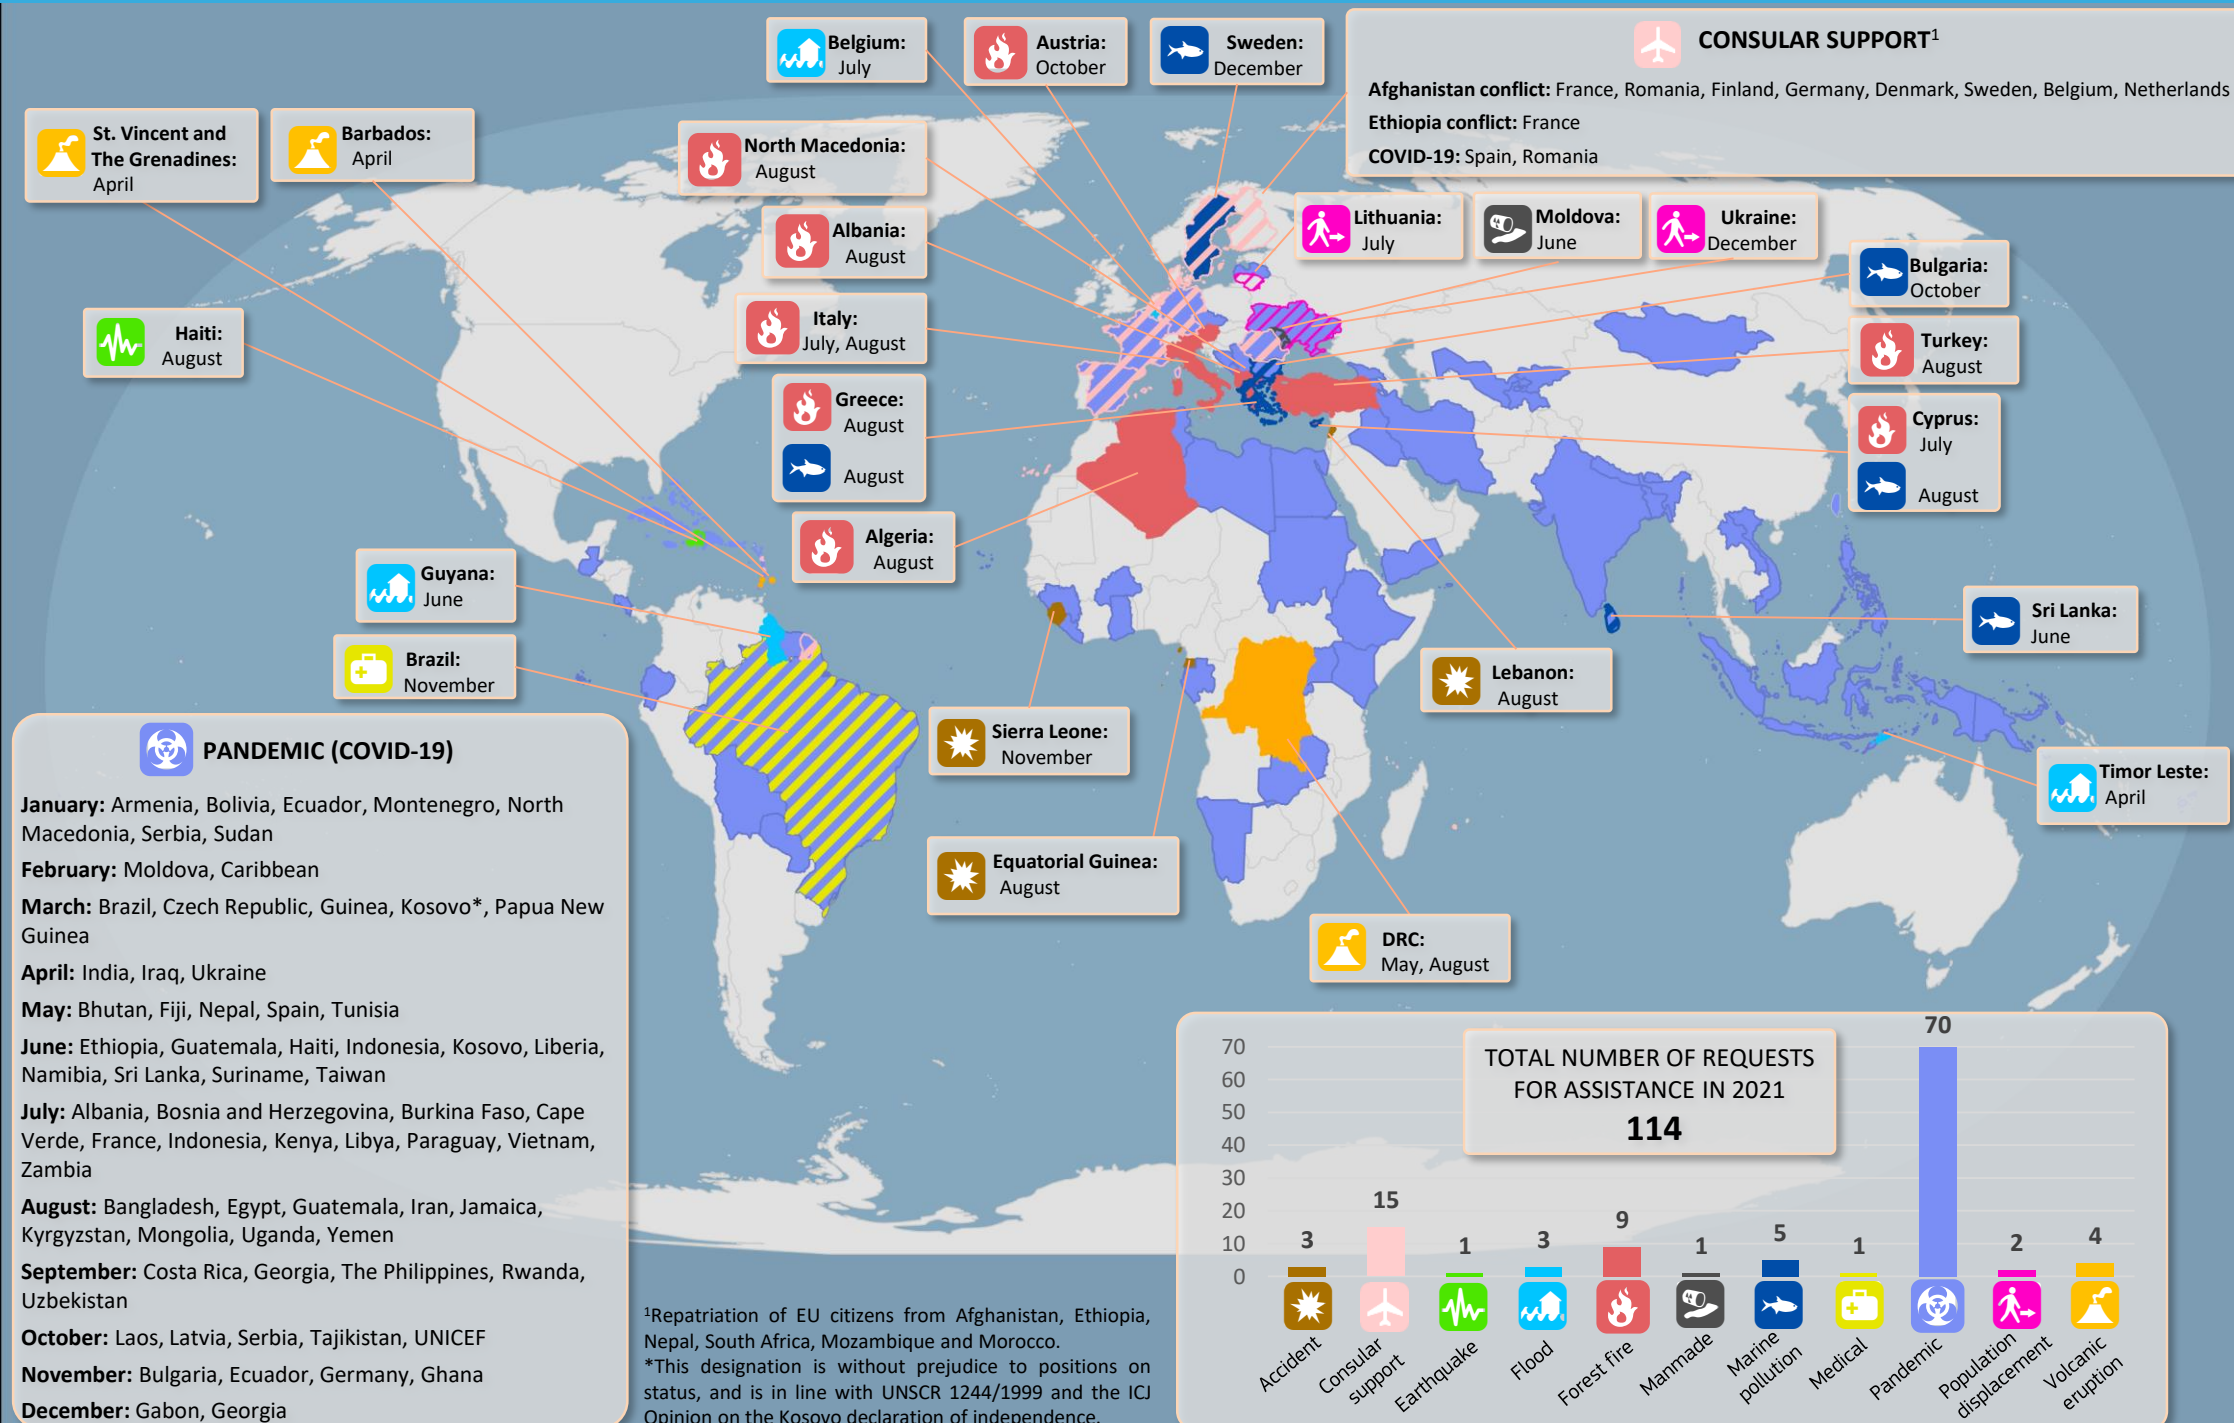 Belgium:
July
Austria:
October
Sweden:
December
CONSULAR SUPPORT¹
Afghanistan conflict: France, Romania, Finland, Germany, Denmark, Sweden, Belgium, Netherlands
Ethiopia conflict: France
COVID-19: Spain, Romania
St. Vincent and
The Grenadines:
April
Barbados:
April
North Macedonia:
August
Albania:
August
Lithuania:
July
Moldova:
June
Ukraine:
December
Bulgaria:
October
Haiti:
August
Italy:
July, August
Turkey:
August
Greece:
August
August
Cyprus:
July
August
Algeria:
August
Guyana:
June
Brazil:
November
Sri Lanka:
June
Lebanon:
August
Sierra Leone:
November
Timor Leste:
April
Equatorial Guinea:
August
DRC:
May, August
PANDEMIC (COVID-19)
January: Armenia, Bolivia, Ecuador, Montenegro, North
Macedonia, Serbia, Sudan
February: Moldova, Caribbean
March: Brazil, Czech Republic, Guinea, Kosovo*, Papua New
Guinea
April: India, Iraq, Ukraine
May: Bhutan, Fiji, Nepal, Spain, Tunisia
June: Ethiopia, Guatemala, Haiti, Indonesia, Kosovo, Liberia,
Namibia, Sri Lanka, Suriname, Taiwan
July: Albania, Bosnia and Herzegovina, Burkina Faso, Cape
Verde, France, Indonesia, Kenya, Libya, Paraguay, Vietnam,
Zambia
August: Bangladesh, Egypt, Guatemala, Iran, Jamaica,
Kyrgyzstan, Mongolia, Uganda, Yemen
September: Costa Rica, Georgia, The Philippines, Rwanda,
Uzbekistan
October: Laos, Latvia, Serbia, Tajikistan, UNICEF
November: Bulgaria, Ecuador, Germany, Ghana
December: Gabon, Georgia
¹Repatriation of EU citizens from Afghanistan, Ethiopia,
Nepal, South Africa, Mozambique and Morocco.
*This designation is without prejudice to positions on
status, and is in line with UNSCR 1244/1999 and the ICJ
Opinion on the Kosovo declaration of independence.
TOTAL NUMBER OF REQUESTS
FOR ASSISTANCE IN 2021
114
70
60
50
40
30
20
10
0
3
15
1
3
9
1
5
1
70
2
4
Accident
Consular
support
Earthquake
Flood
Forest fire
Manmade
Marine
pollution
Medical
Pandemic
Population
displacement
Volcanic
eruption